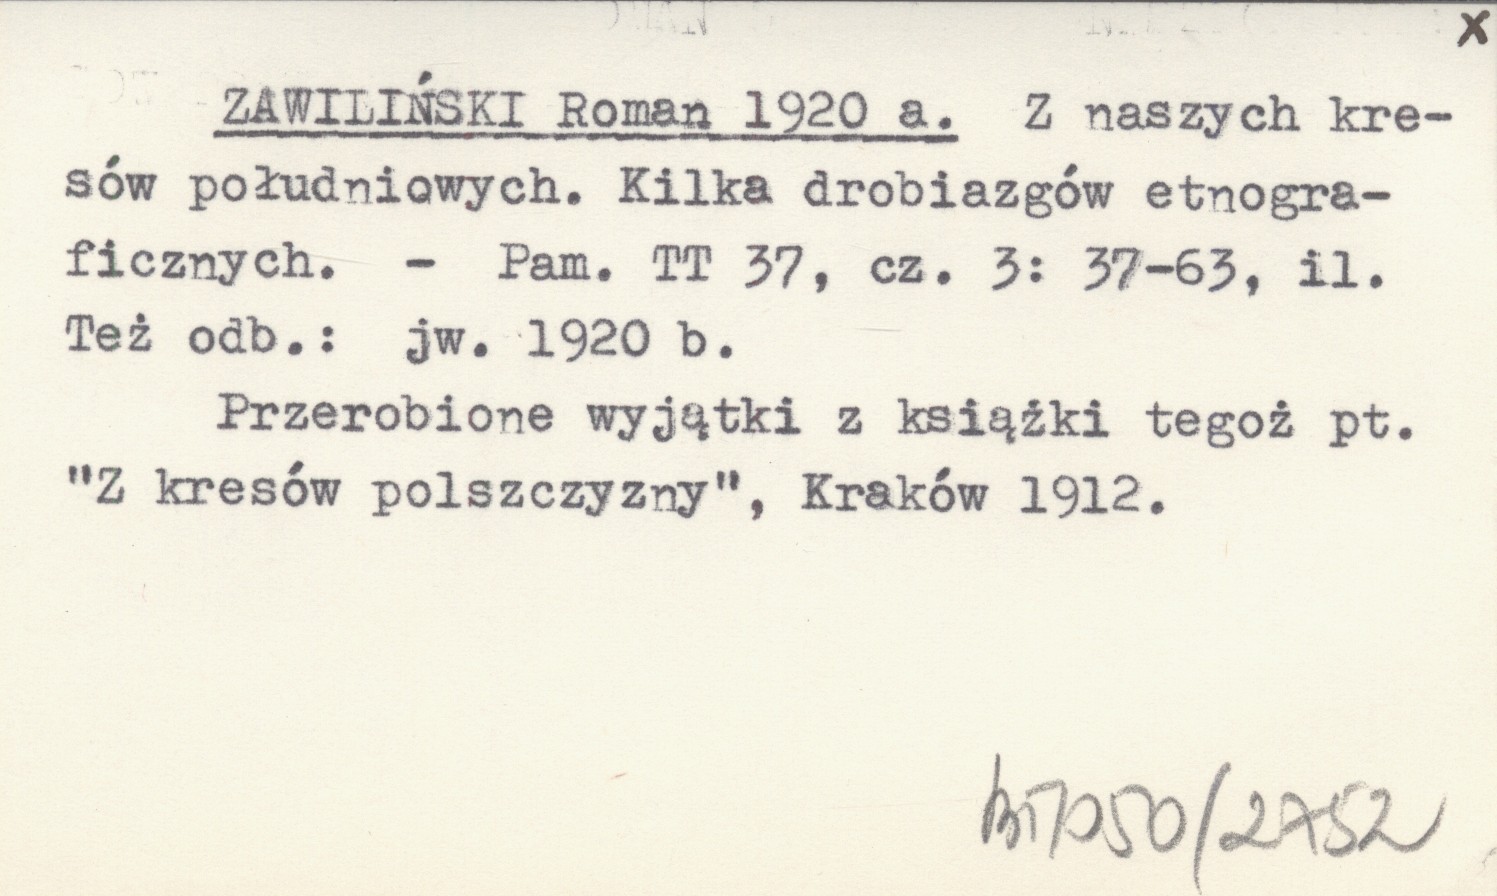 x
ZAWILIŃSKI Roman 1920 a. Z naszych kre-
sów południowych. Kilka drobiazgów etnogra-
ficznych. - Pam. TT 37, cz. 3: 37-63, il.
Też odb.: jw. 1920 b.
Przerobione wyjątki z książki tegoż pt.
"Z kresów polszczyzny", Kraków 1912.